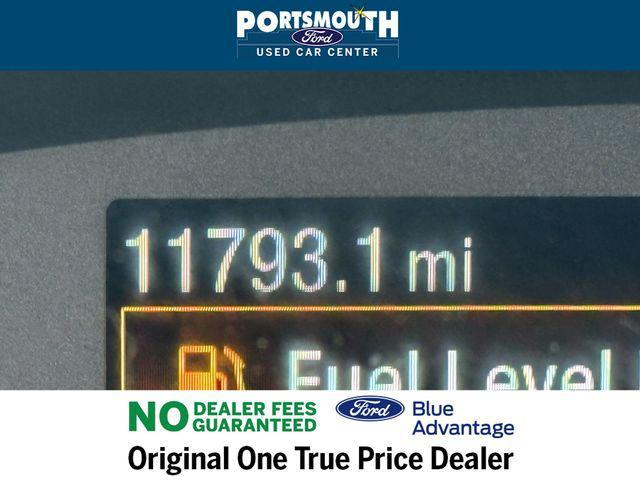 PORTSMOUTH
Ford
USED CAR CENTER
11793.1 mi
Fuel Level
NO DEALER FEES
GUARANTEED
Ford Blue
Advantage
Original One True Price Dealer